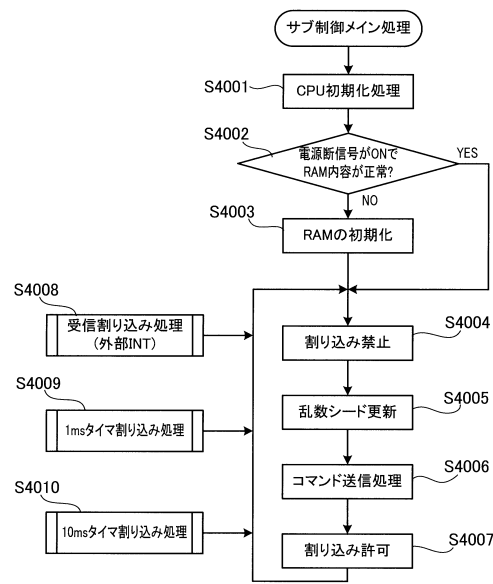 サブ制御メイン処理
S4001
CPU初期化処理
S4002
電源断信号がONで
RAM内容が正常?
YES
NO
S4003
RAMの初期化
S4008
受信割り込み処理
(外部INT)
S4004
割り込み禁止
S4009
1msタイマ割り込み処理
S4005
乱数シード更新
S4006
コマンド送信処理
S4010
10msタイマ割り込み処理
S4007
割り込み許可